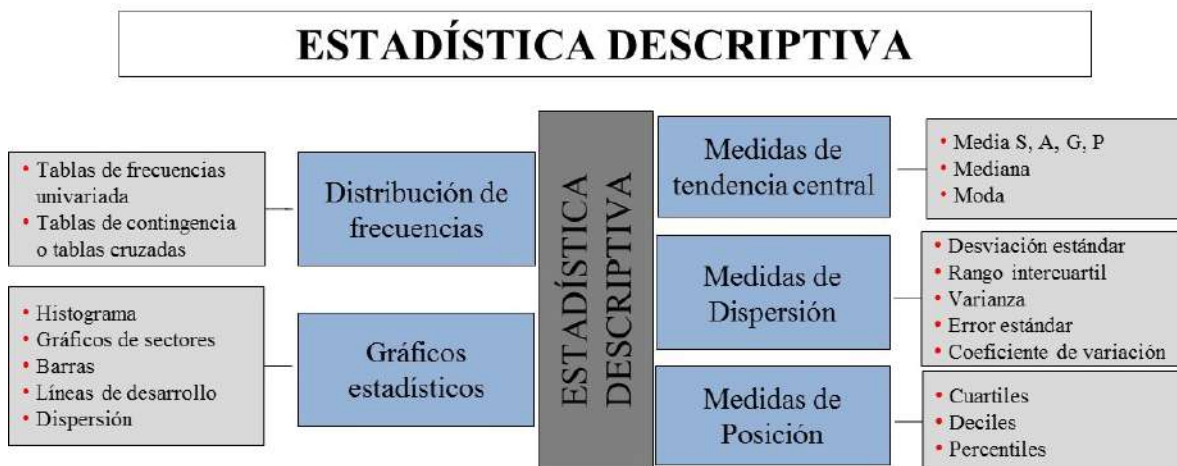 ESTADÍSTICA DESCRIPTIVA
• Tablas de frecuencias
univariada
• Tablas de contingencia
o tablas cruzadas
Distribución de
frecuencias
• Histograma
• Gráficos de sectores
• Barras
• Líneas de desarrollo
• Dispersión
Gráficos
estadísticos
ESTADÍSTICA
DESCRIPTIVA
Medidas de
tendencia central
• Media S, A, G, P
• Mediana
• Moda
Medidas de
Dispersión
• Desviación estándar
• Rango intercuartil
• Varianza
• Error estándar
• Coeficiente de variación
Medidas de
Posición
• Cuartiles
• Deciles
• Percentiles